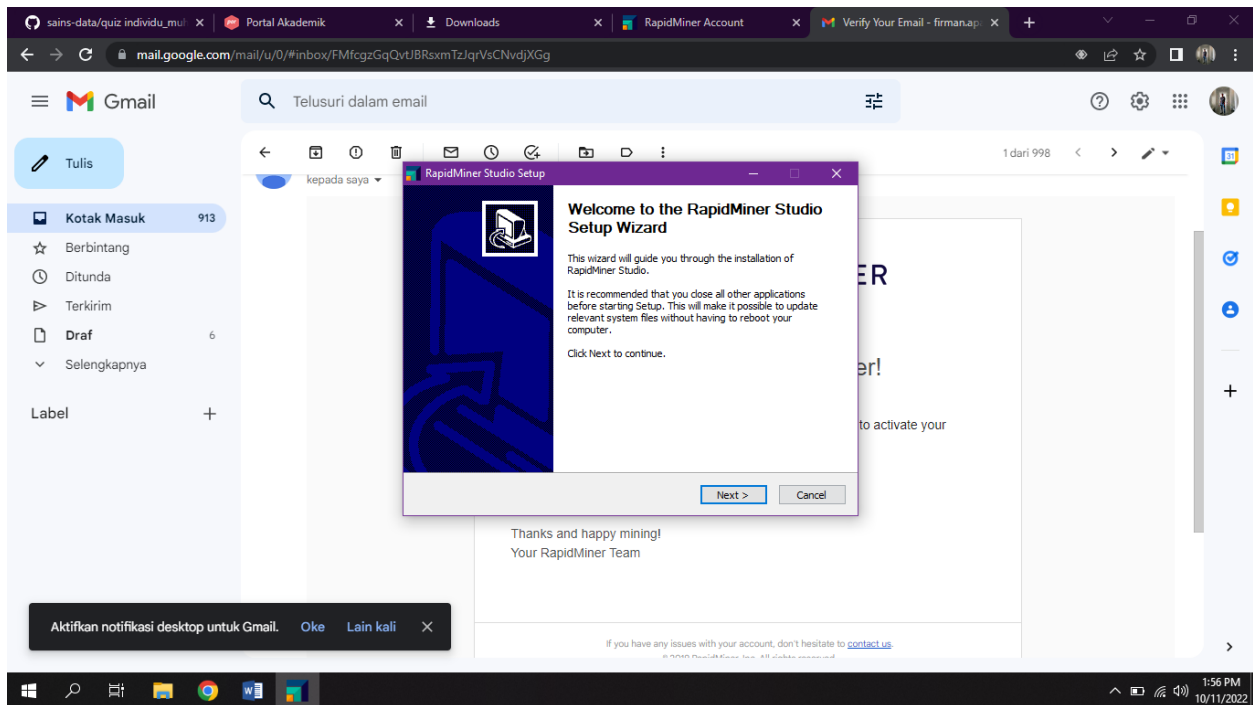 sains-data/quiz individu_mul
Portal Akademik
Downloads
RapidMiner Account
Verify Your Email - firman.apa
mail.google.com/mail/u/0/#inbox/FMfcgzGqQvtJBRsxmTzJqrVsCNvdjXGg
Gmail
Telusuri dalam email
Tulis
1 dari 998
31
kepada saya
Kotak Masuk 913
Berbintang
Ditunda
Terkirim
Draf 6
Selengkapnya
Label
RapidMiner Studio Setup
Welcome to the RapidMiner Studio
Setup Wizard
This wizard will guide you through the installation of
RapidMiner Studio.
It is recommended that you close all other applications
before starting Setup. This will make it possible to update
relevant system files without having to reboot your
computer.
Click Next to continue.
Next >
Cancel
ER
er!
to activate your
Thanks and happy mining!
Your RapidMiner Team
Aktifkan notifikasi desktop untuk Gmail. Oke Lain kali
If you have any issues with your account, don't hesitate to contact us.
1:56 PM
10/11/2022